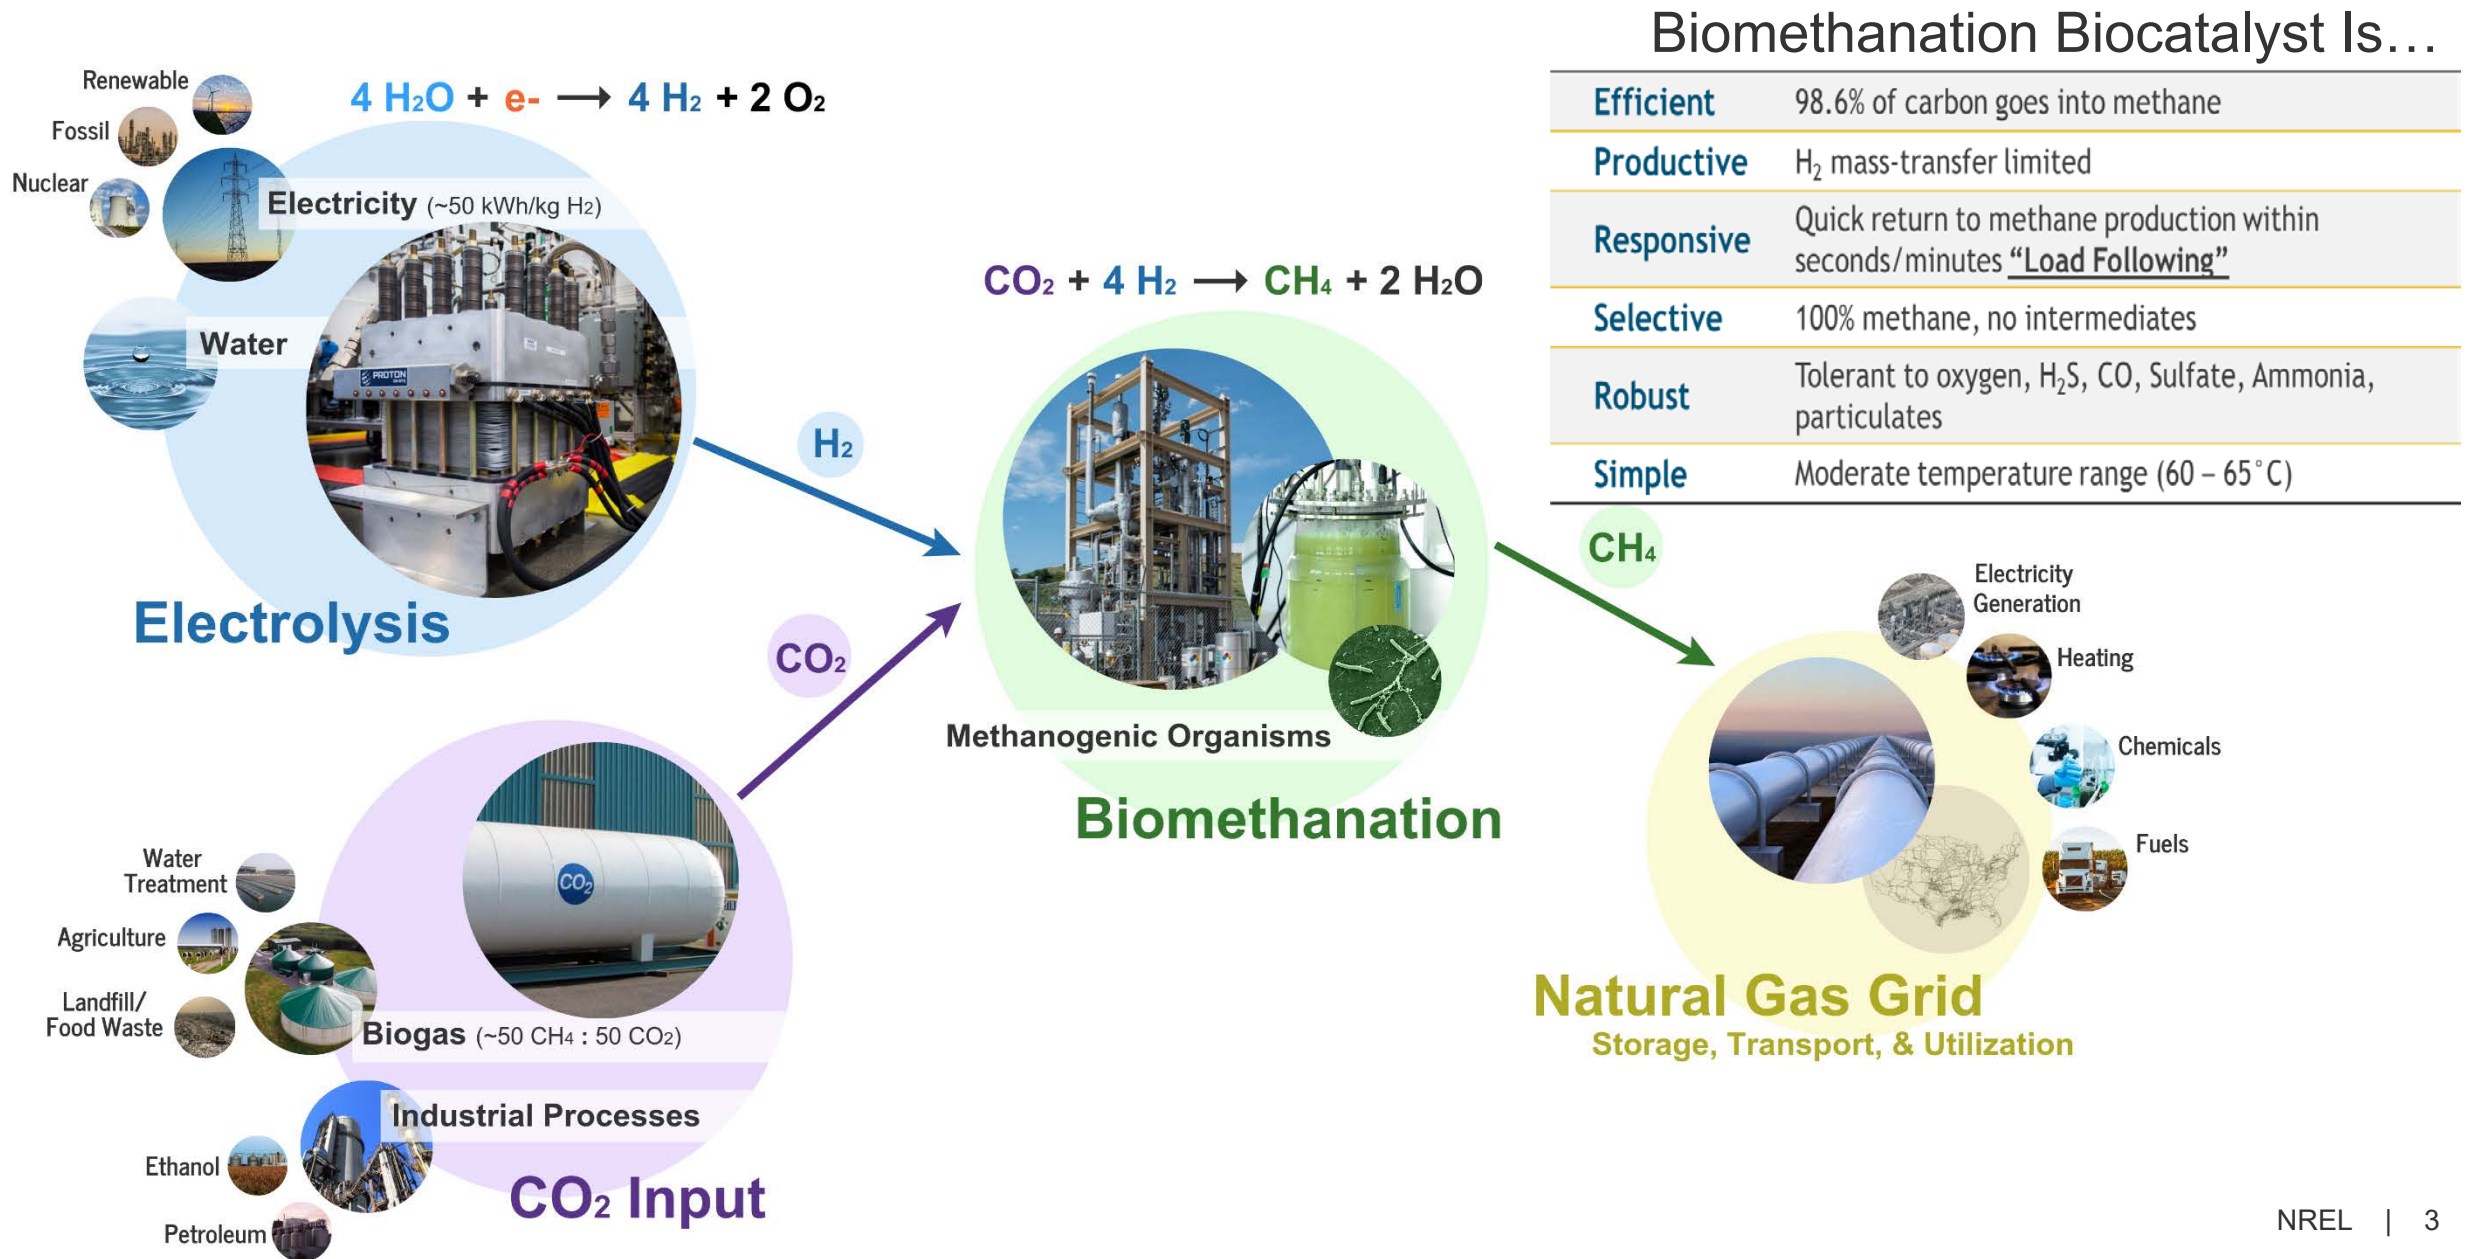 Biomethanation Biocatalyst Is…
Efficient 98.6% of carbon goes into methane
Productive H₂ mass-transfer limited
Responsive Quick return to methane production within
seconds/minutes “Load Following”
Selective 100% methane, no intermediates
Robust Tolerant to oxygen, H₂S, CO, Sulfate, Ammonia,
particulates
Simple Moderate temperature range (60 – 65°C)
Renewable
Fossil
Nuclear
4 H₂O + e- → 4 H₂ + 2 O₂
Electricity (~50 kWh/kg H₂)
Water
PROTON
Electrolysis
H₂
CO₂
CO₂ + 4 H₂ → CH₄ + 2 H₂O
Methanogenic Organisms
Biomethanation
CH₄
Water
Treatment
Agriculture
Landfill/
Food Waste
CO₂
Biogas (~50 CH₄ : 50 CO₂)
Industrial Processes
Ethanol
Petroleum
CO₂ Input
Electricity
Generation
Heating
Chemicals
Fuels
Natural Gas Grid
Storage, Transport, & Utilization
NREL | 3